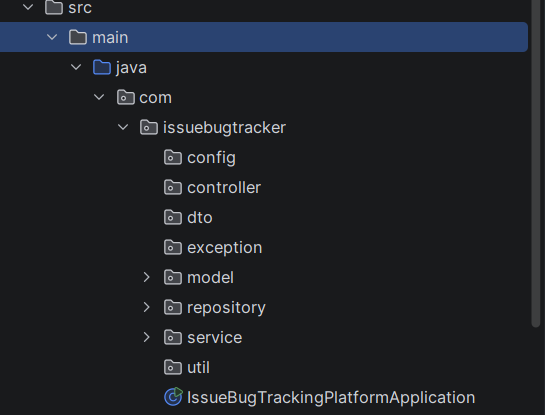 src
main
java
com
issuebugtracker
config
controller
dto
exception
model
repository
service
util
IssueBugTrackingPlatformApplication